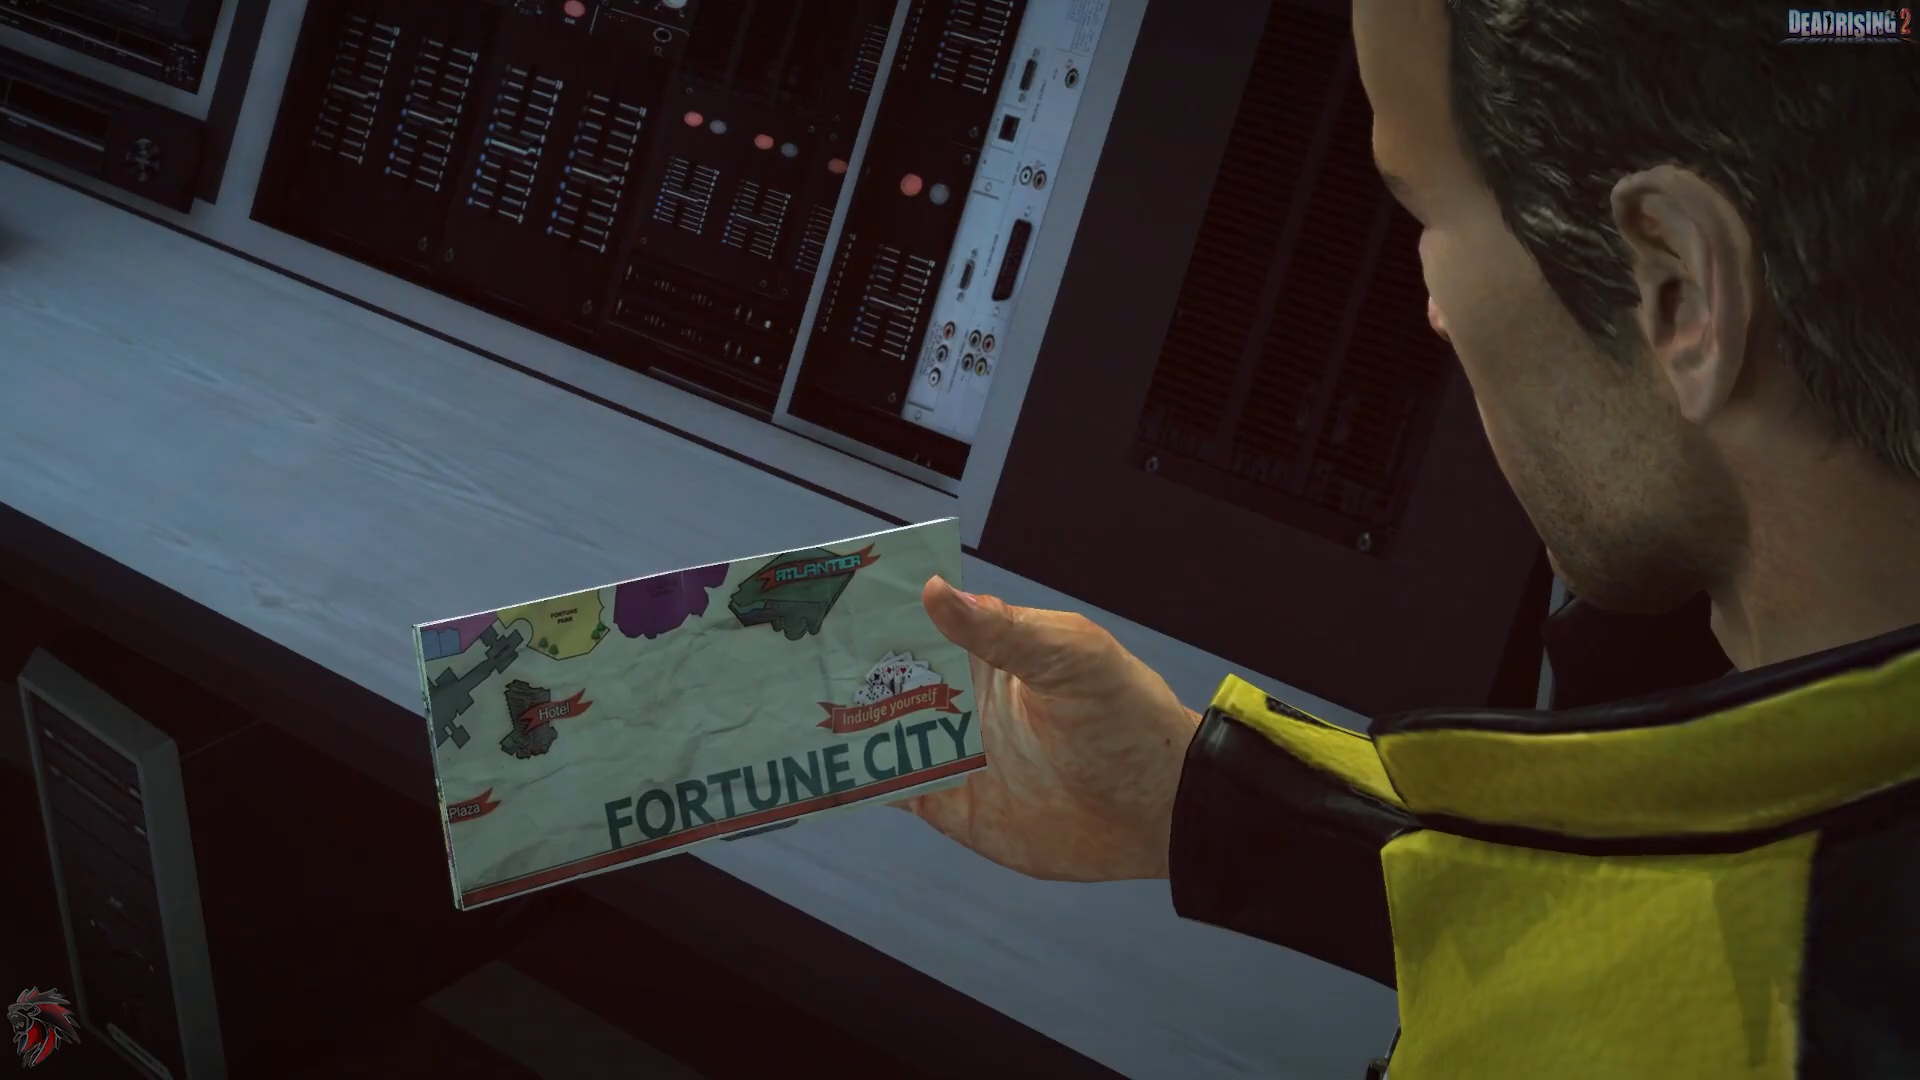 DEADRISING 2
ATLANTICA
FORTUNE
PARK
Hotel
Indulge yourself
FORTUNE CITY
Plaza